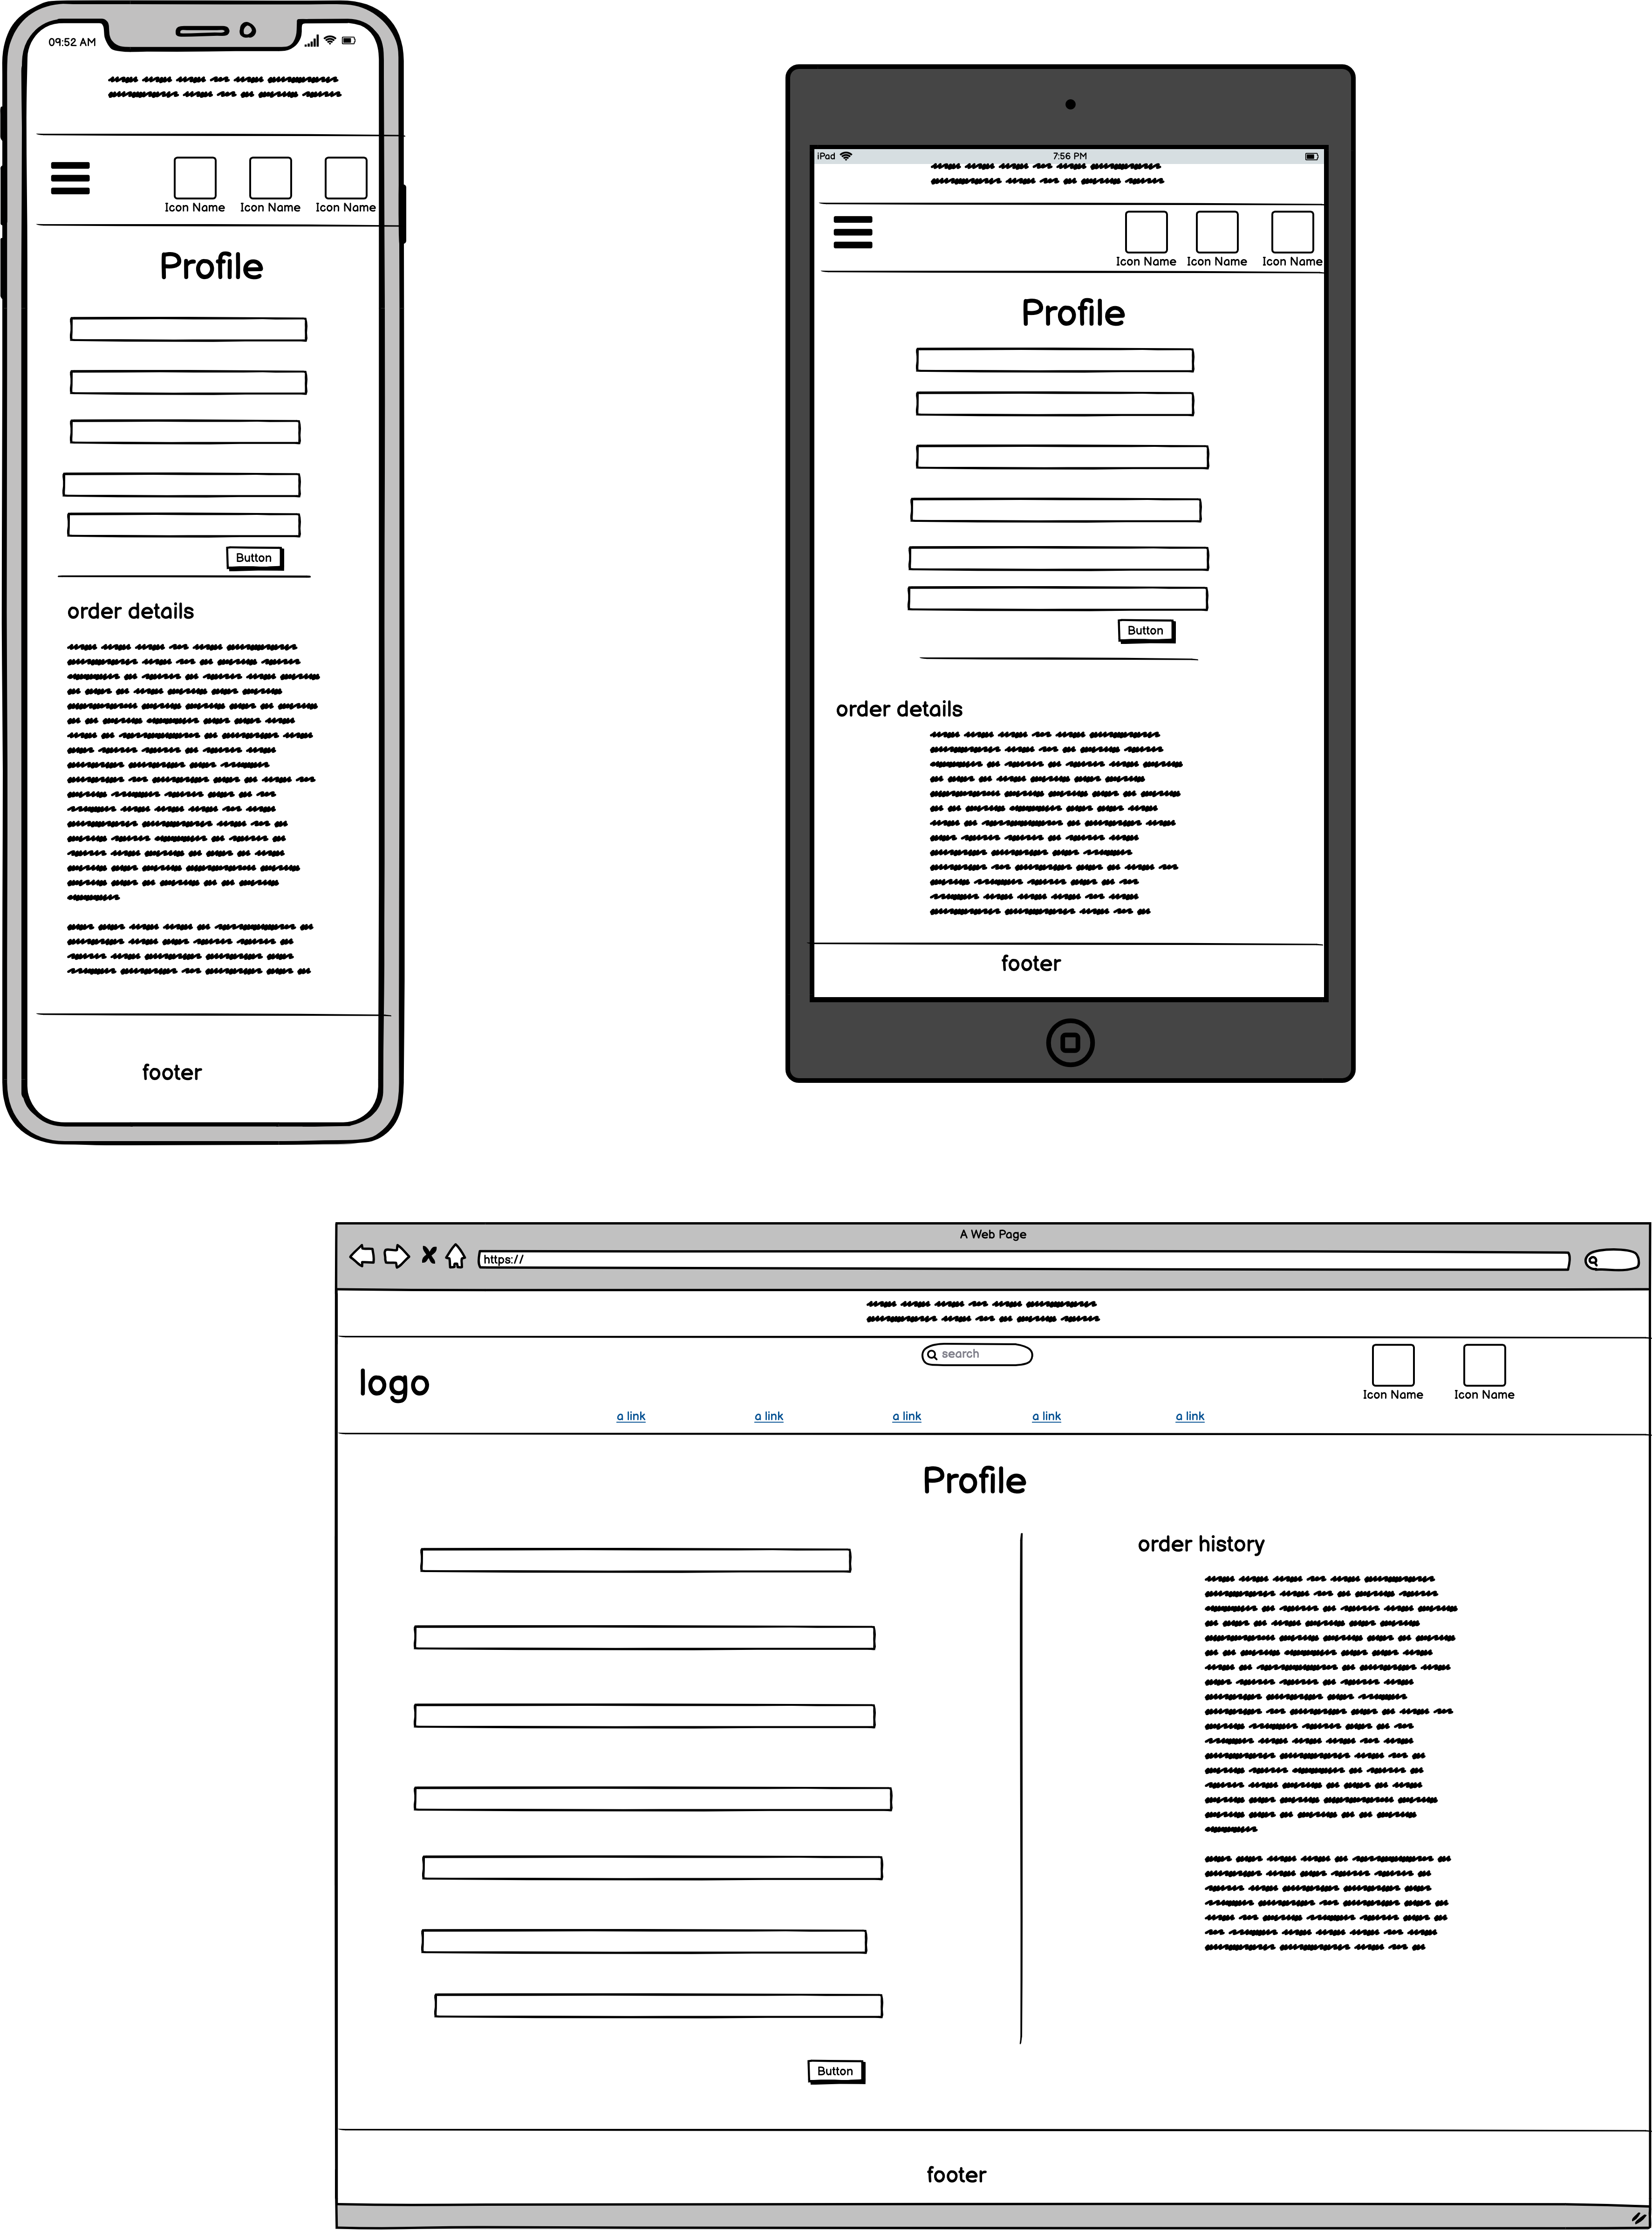 09:52 AM
Icon Name Icon Name Icon Name
Profile
Button
order details
footer
iPad 7:56 PM
Icon Name Icon Name Icon Name
Profile
Button
order details
footer
A Web Page
https://
search
logo
Icon Name Icon Name
a link a link a link a link a link
Profile
order history
Button
footer